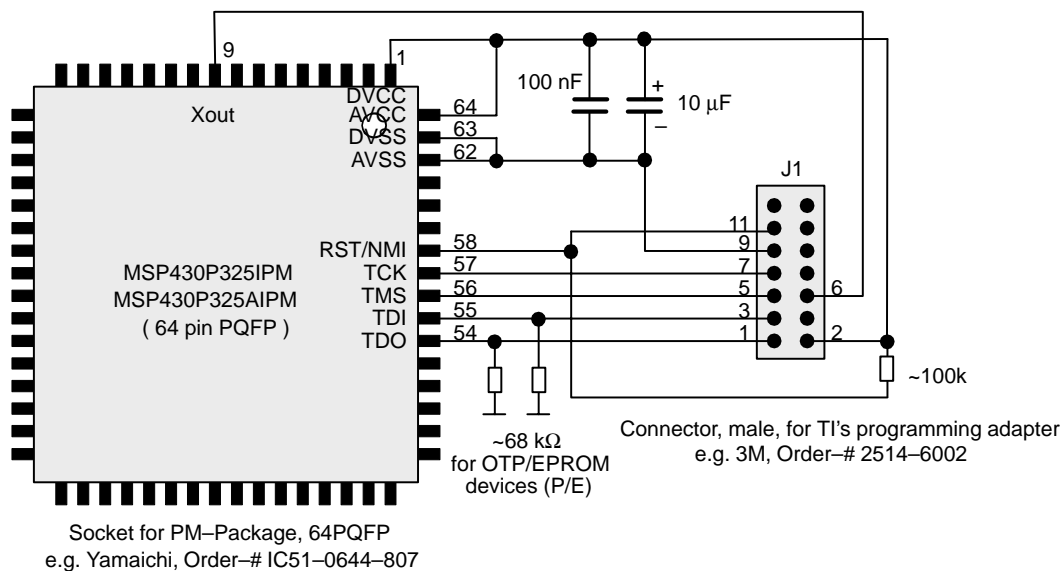 9
1
Xout
DVCC
AVCC
DVSS
AVSS
64
63
62
100 nF
+
10 μF
–
J1
RST/NMI
TCK
TMS
TDI
TDO
58
57
56
55
54
11
9
7
5
3
1
6
2
MSP430P325IPM
MSP430P325AIPM
( 64 pin PQFP )
~100k
~68 kΩ
for OTP/EPROM
devices (P/E)
Connector, male, for TI's programming adapter
e.g. 3M, Order–# 2514–6002
Socket for PM–Package, 64PQFP
e.g. Yamaichi, Order–# IC51–0644–807